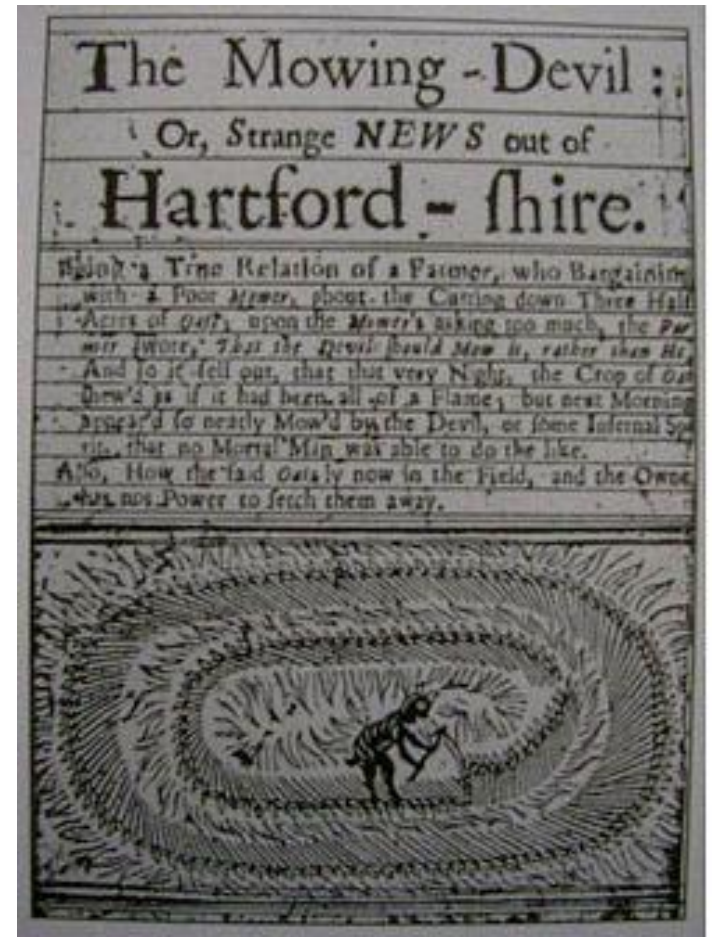 The Mowing-Devil:
Or, Strange NEWS out of
Hartford-ſhire.
Being a True Relation of a Farmer, who Bargaining
with a Poor Mower, about the Cutting down Three Half
Acres of Oats, upon the Mower's asking too much, the Far-
mer ſwore, That the Devil ſhould Mow it, rather than He.
And ſo it fell out, that that very Night, the Crop of Oat
ſhew'd as if it had been all of a Flame; but next Morning
appear'd ſo neatly Mow'd by the Devil, or ſome Infernal Spi-
rit, that no Mortal Man was able to do the like.
Alſo, How the ſaid Oats ly now in the Field, and the Owner
has not Power to fetch them away.